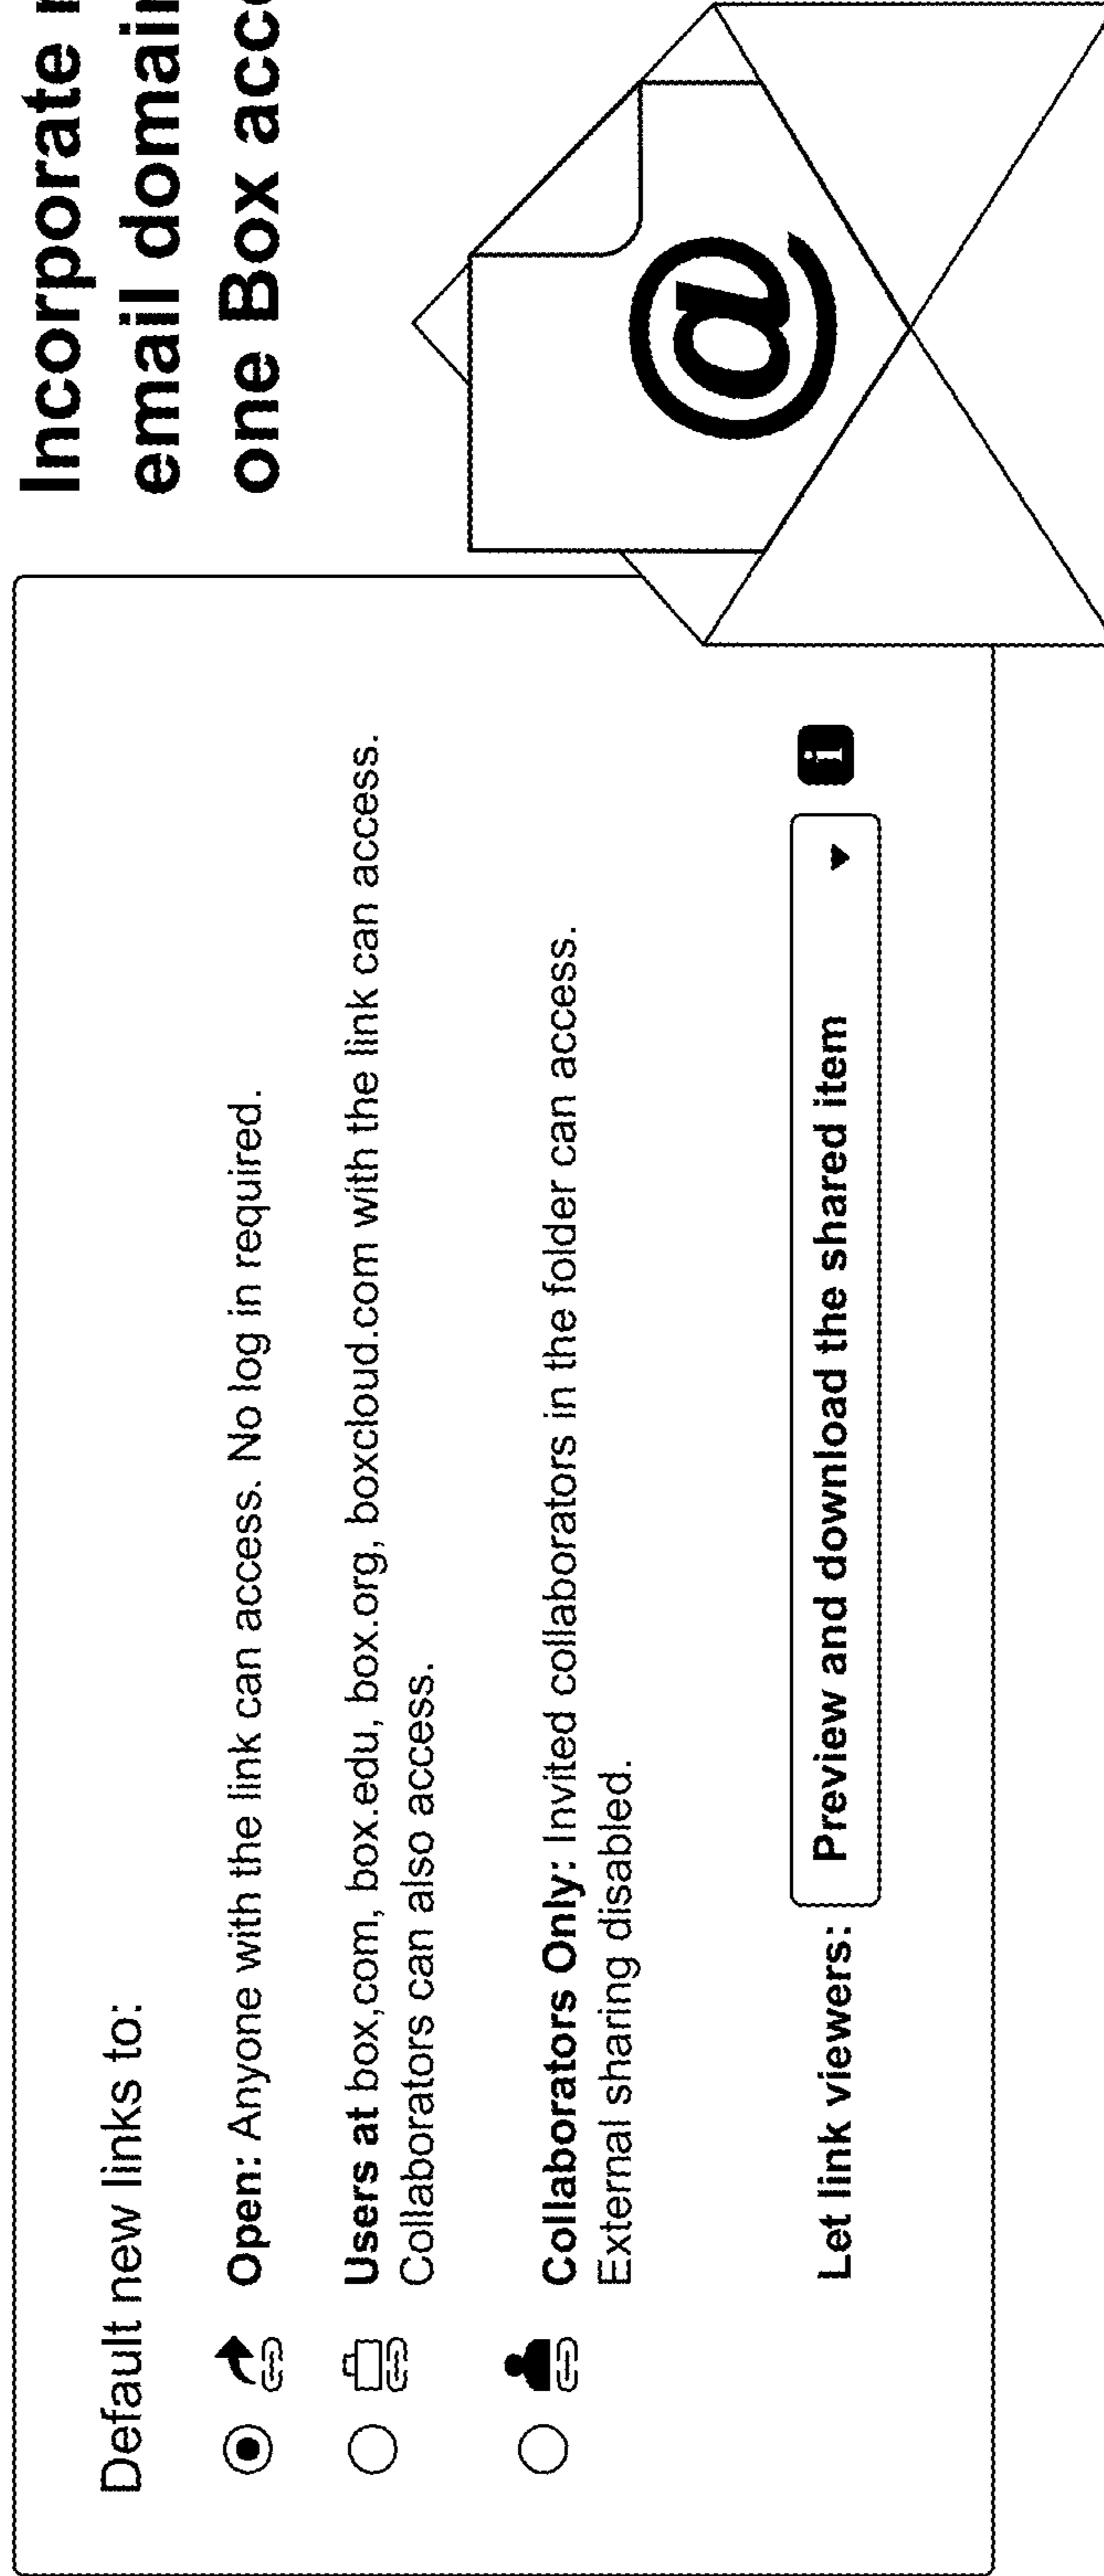 Default new links to:
Open: Anyone with the link can access. No log in required.
Users at box,com, box.edu, box.org, boxcloud.com with the link can access.
Collaborators can also access.
Collaborators Only: Invited collaborators in the folder can access.
External sharing disabled.
Let link viewers: Preview and download the shared item
i
Incorporate
email domain
one Box acc
@